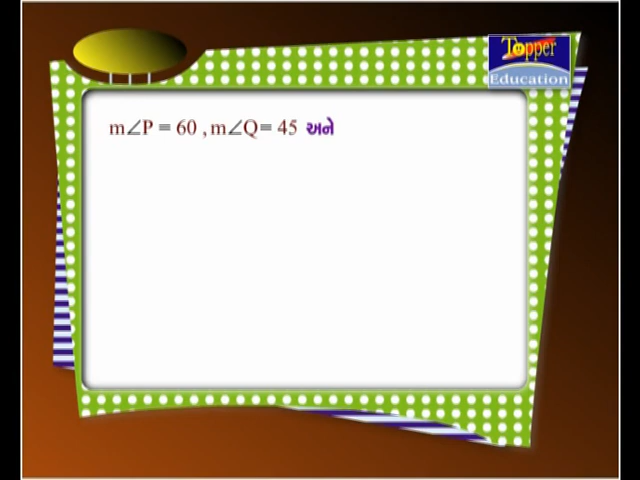 Topper
Education
m∠P = 60 , m∠Q= 45 અને